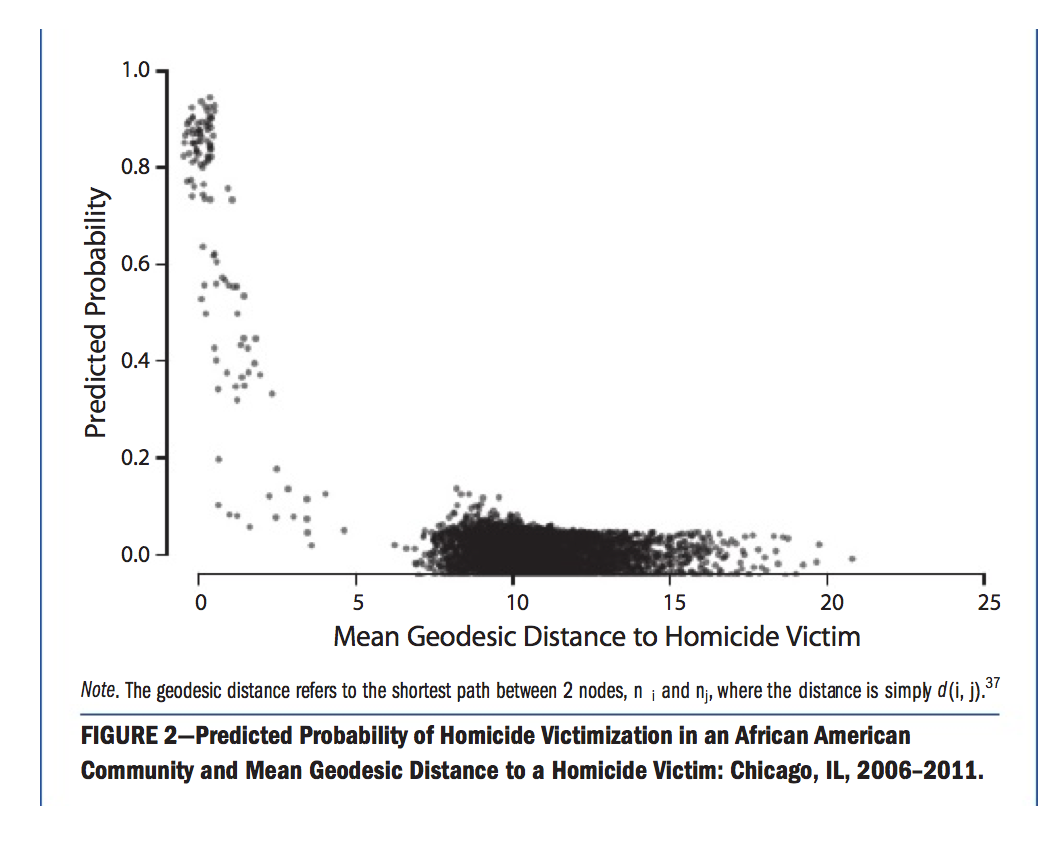 1.0
0.8
0.6
0.4
0.2
0.0
Predicted Probability
0 5 10 15 20 25
Mean Geodesic Distance to Homicide Victim
Note. The geodesic distance refers to the shortest path between 2 nodes, n i and nj, where the distance is simply d(i, j).37
FIGURE 2—Predicted Probability of Homicide Victimization in an African American
Community and Mean Geodesic Distance to a Homicide Victim: Chicago, IL, 2006–2011.